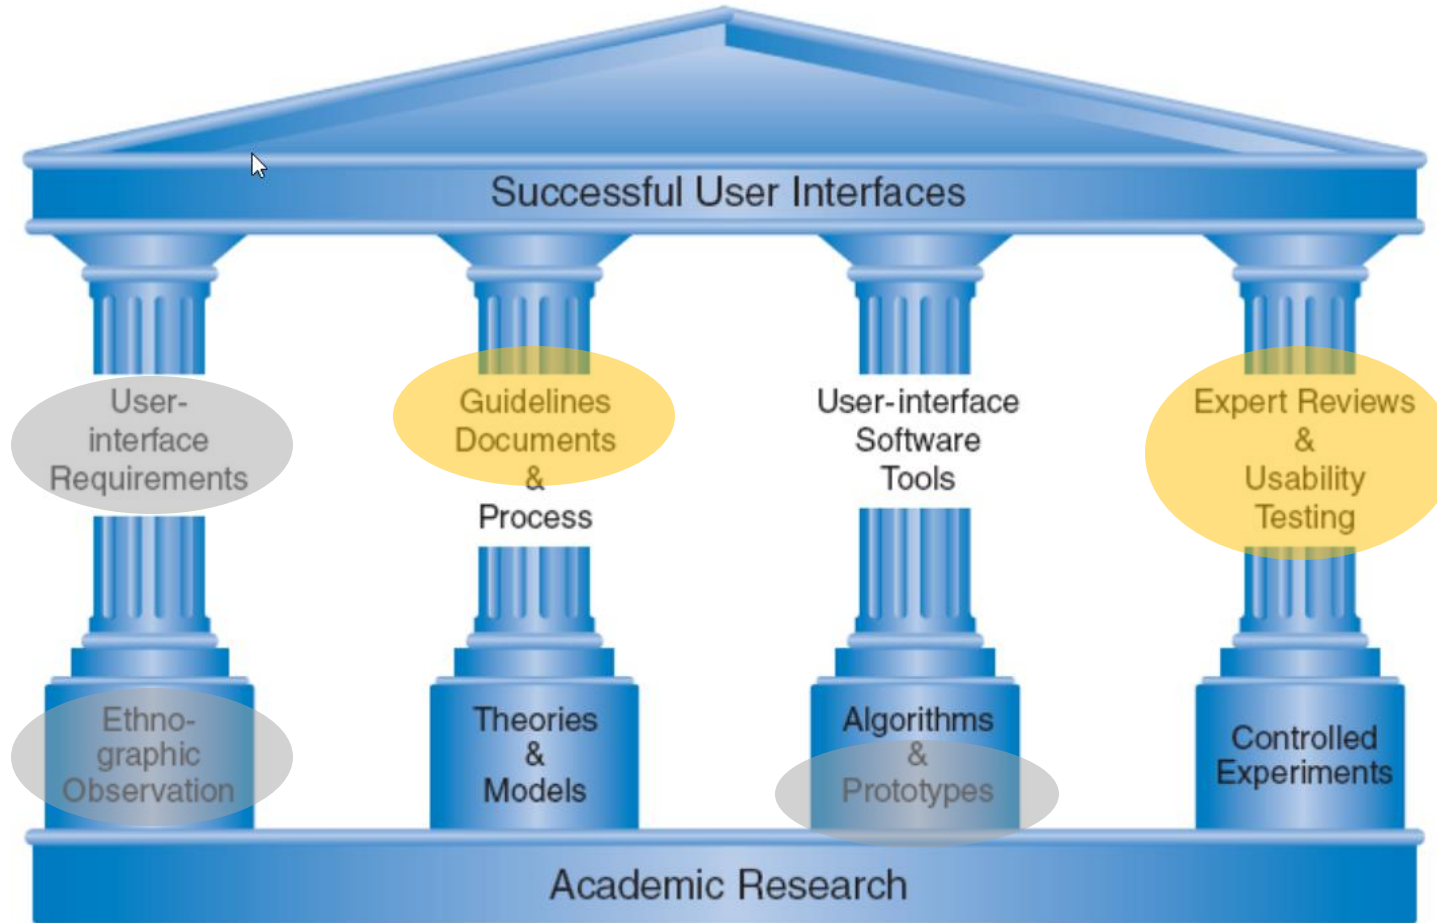 Successful User Interfaces
User-
interface
Requirements
Guidelines
Documents
&
Process
User-interface
Software
Tools
Expert Reviews
&
Usability
Testing
Ethno-
graphic
Observation
Theories
&
Models
Algorithms
&
Prototypes
Controlled
Experiments
Academic Research